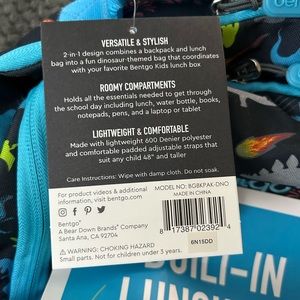 VERSATILE & STYLISH
2-in-1 design combines a backpack and lunch
bag into a fun dinosaur-themed bag that coordinates
with your favorite Bentgo Kids lunch box
ROOMY COMPARTMENTS
Holds all the essentials needed to get through
the school day including lunch, water bottle, books,
notepads, pens, and a laptop or tablet
LIGHTWEIGHT & COMFORTABLE
Made with lightweight 600 Denier polyester
and comfortable padded adjustable straps that
suit any child 48" and taller
Care Instructions: Wipe with damp cloth. Do not soak.
For product videos & additional
information, visit bentgo.com.
Bentgo®
A Bear Down Brands® Company
Santa Ana, CA 92704
WARNING: CHOKING HAZARD
Small parts. Not for children under 3 years.
MODEL NO: BGBKPAK-DNO
MADE IN CHINA
8 17387 02392 4
6N15DD
BUILT-IN